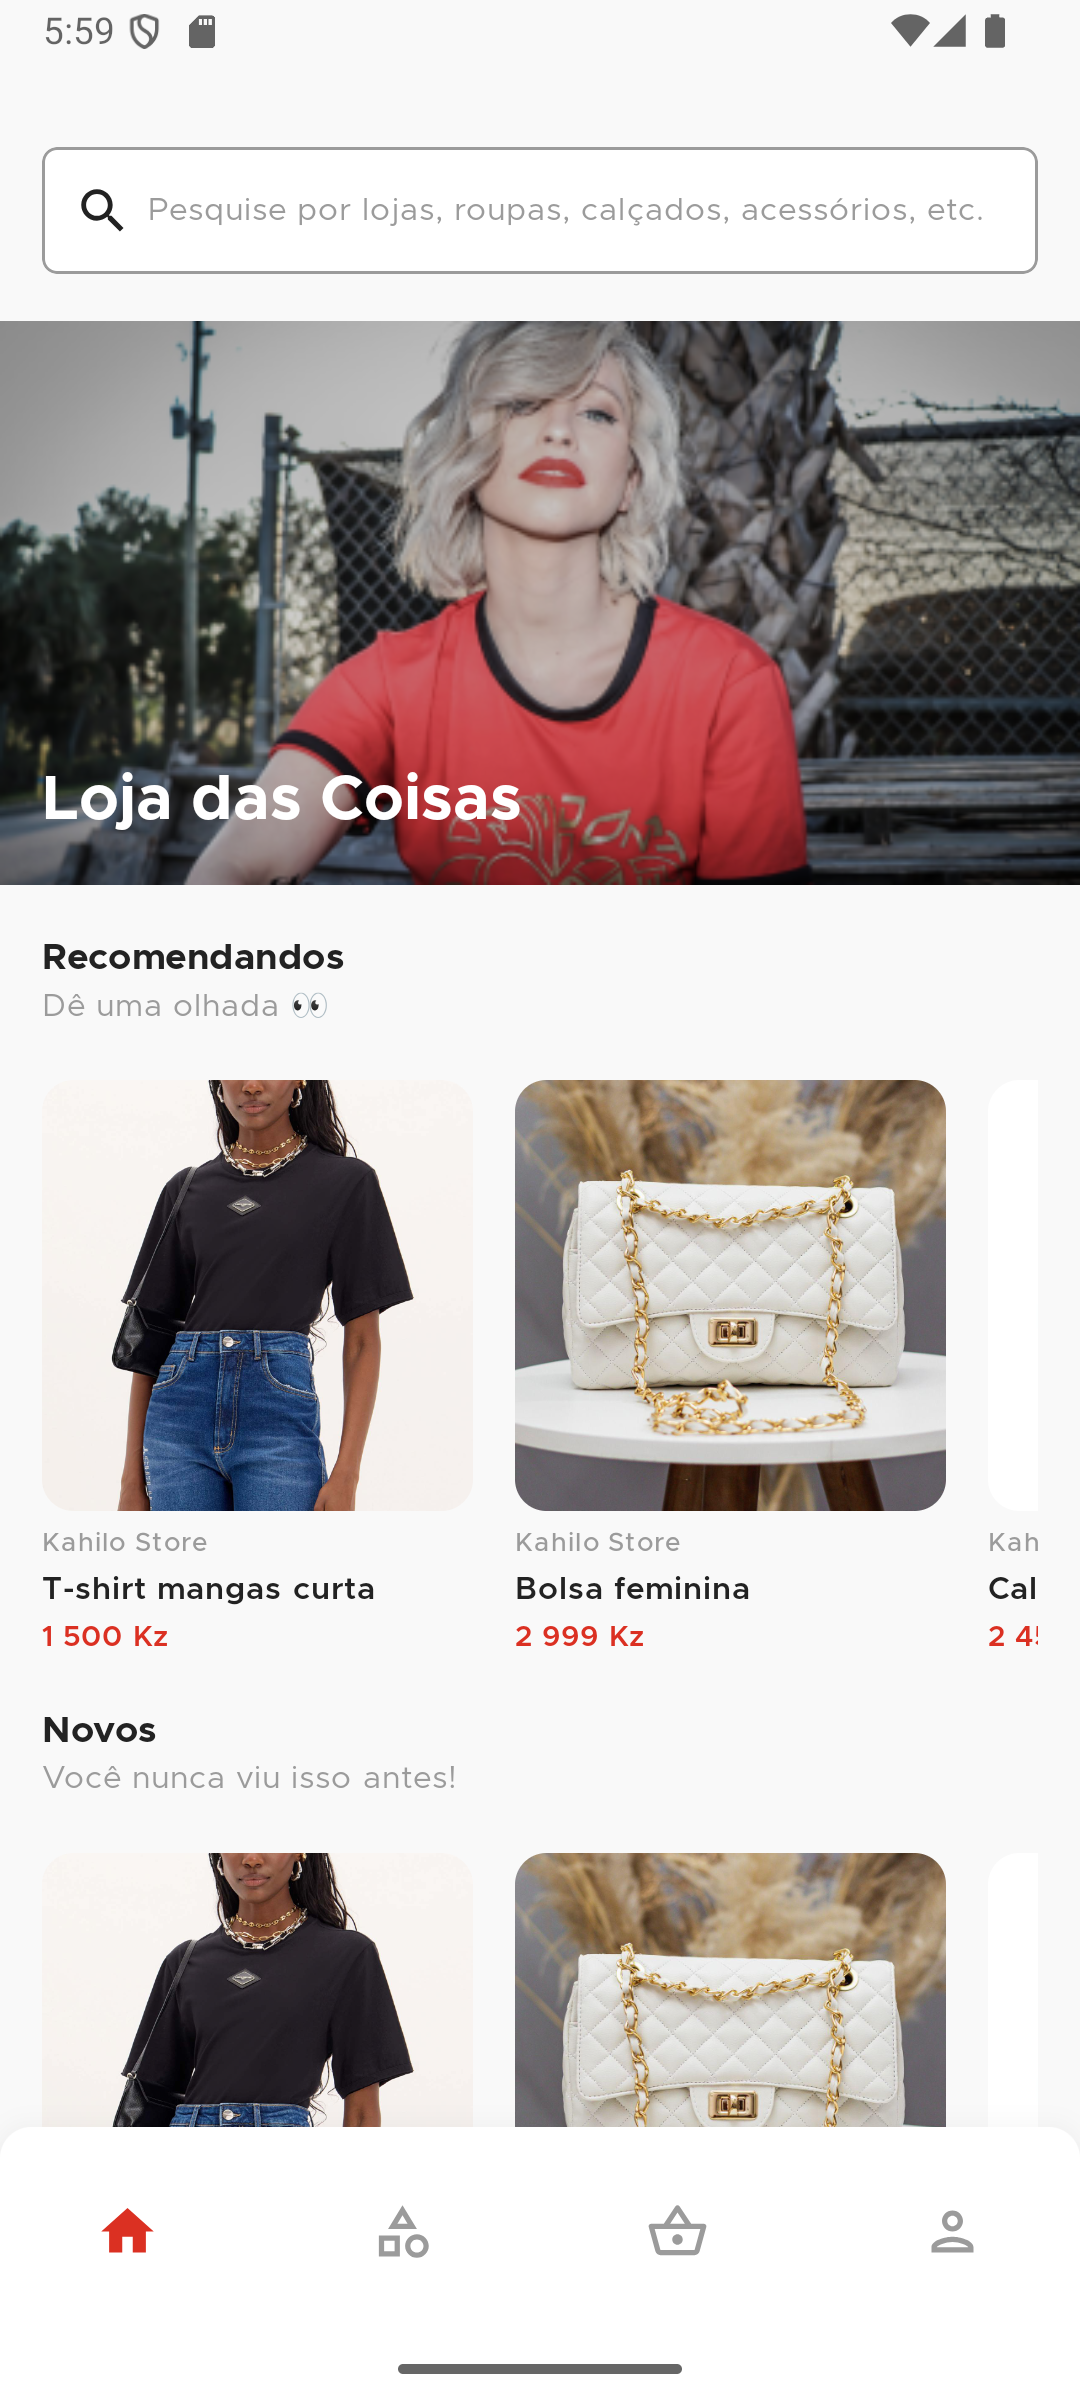 5:59
Pesquise por lojas, roupas, calçados, acessórios, etc.
Loja das Coisas
Recomendandos
Dê uma olhada 👀
Kahilo Store
T-shirt mangas curta
1 500 Kz
Kahilo Store
Bolsa feminina
2 999 Kz
Kah
Cal
2 45
Novos
Você nunca viu isso antes!